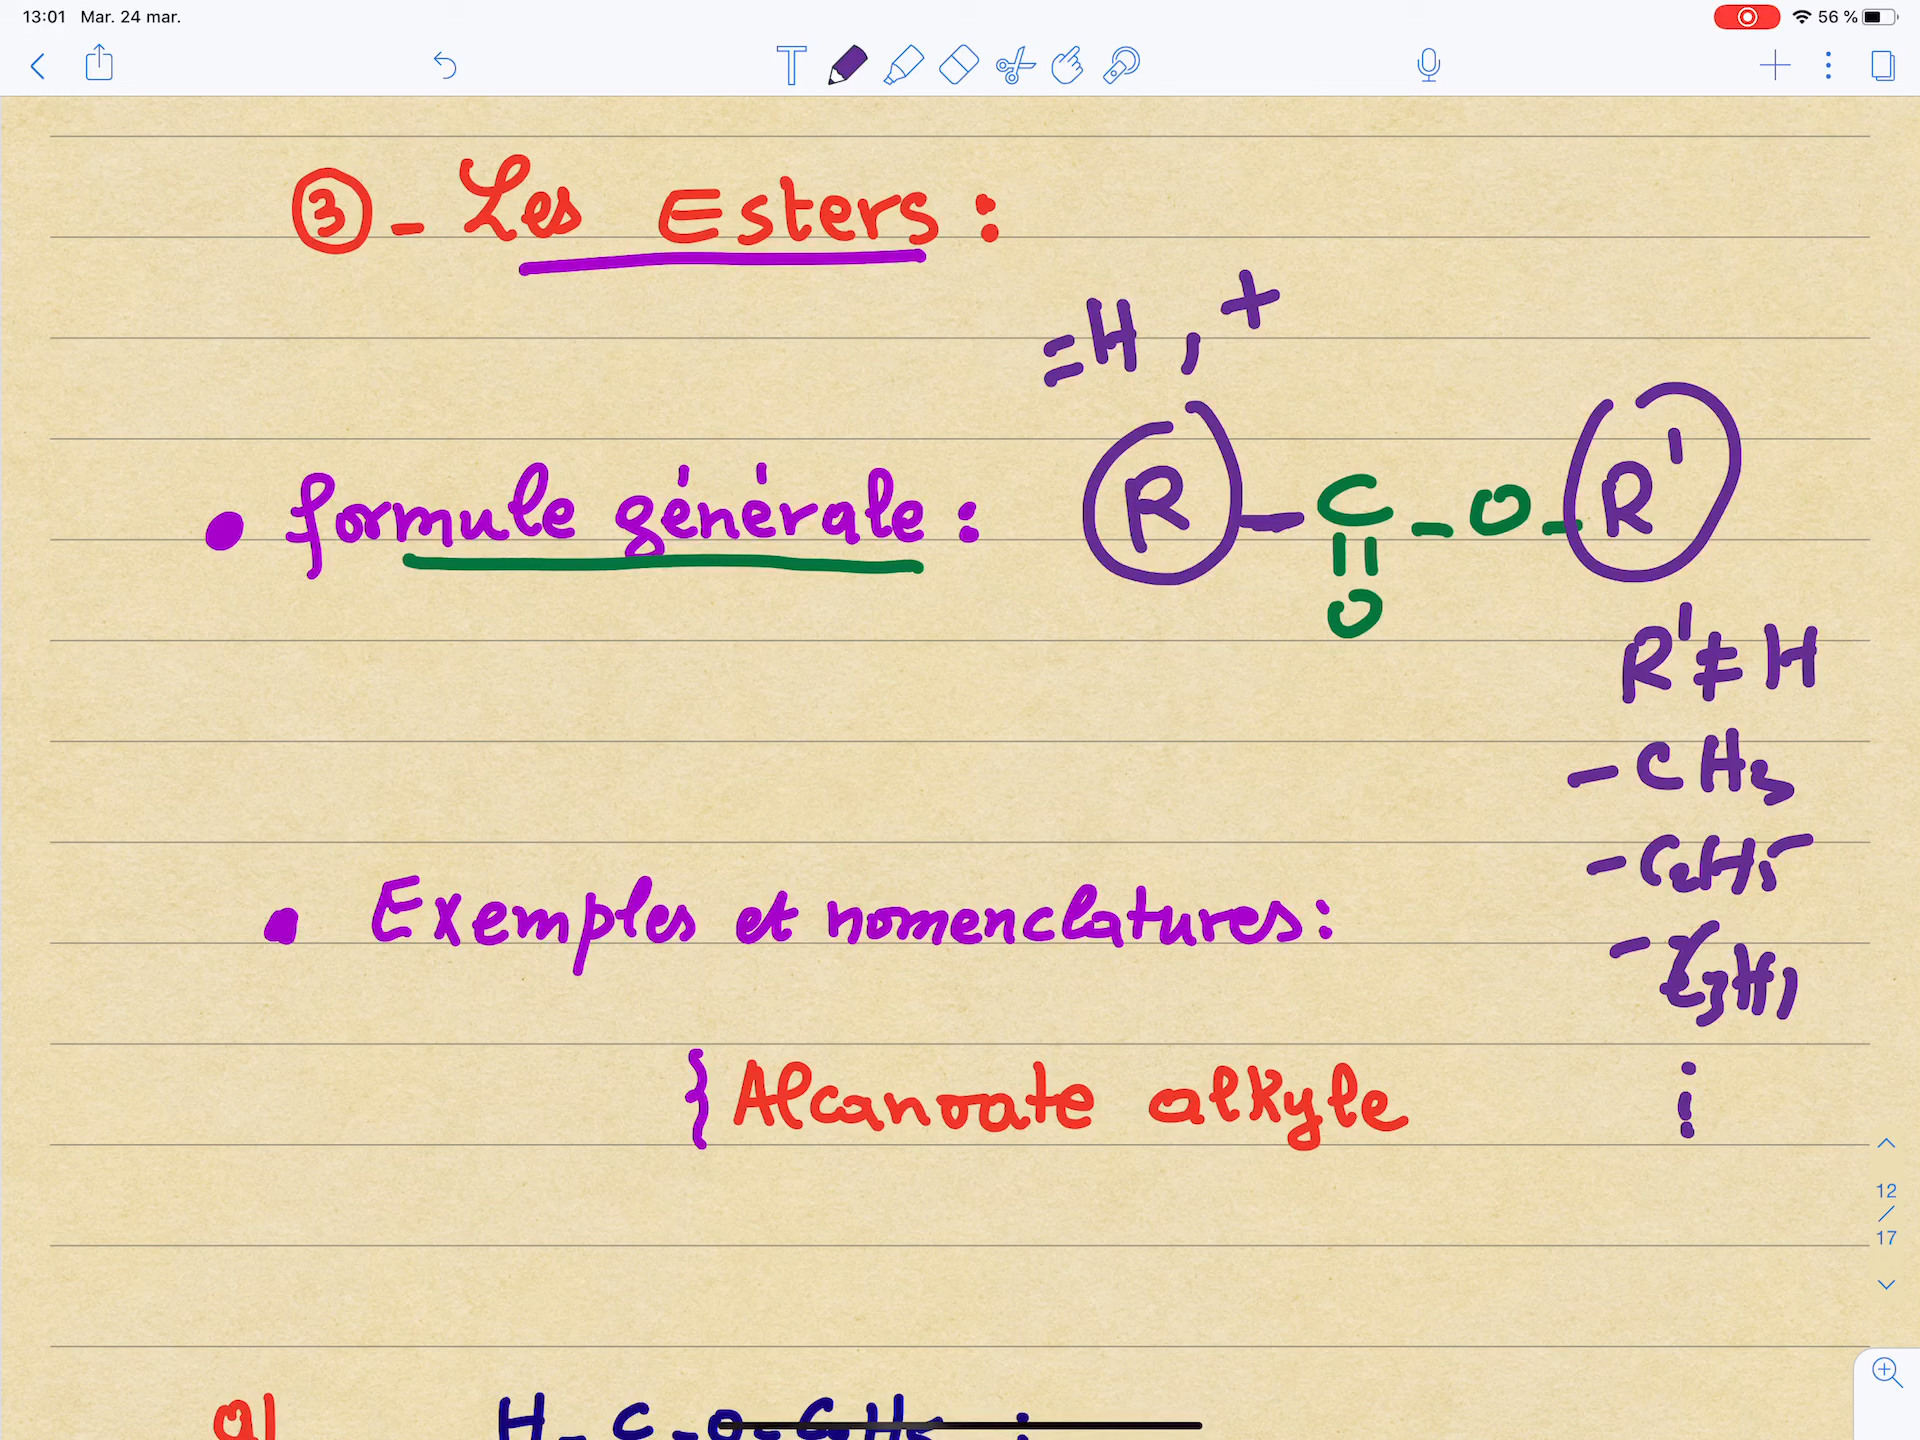 13:01 Mar. 24 mar. 56 %
③ - Les Esters :
= H , +
• formule générale : R - C - O - R'
||
O
R' ≠ H
- CH3
- C2H5
• Exemples et nomenclatures :
} Alcanoate alkyle
12
/
17
a)
H - C - O - C2H5 :